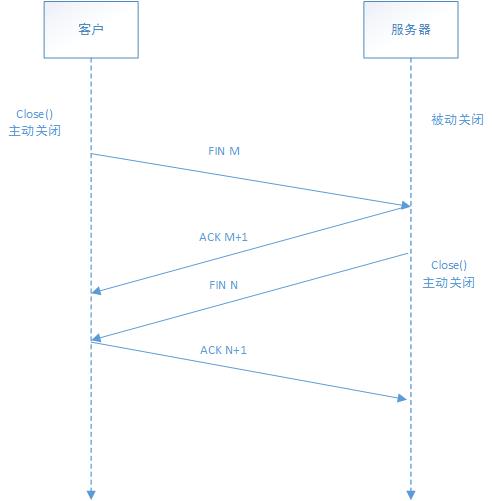 客户
服务器
Close()
主动关闭
被动关闭
FIN M
ACK M+1
Close()
主动关闭
FIN N
ACK N+1